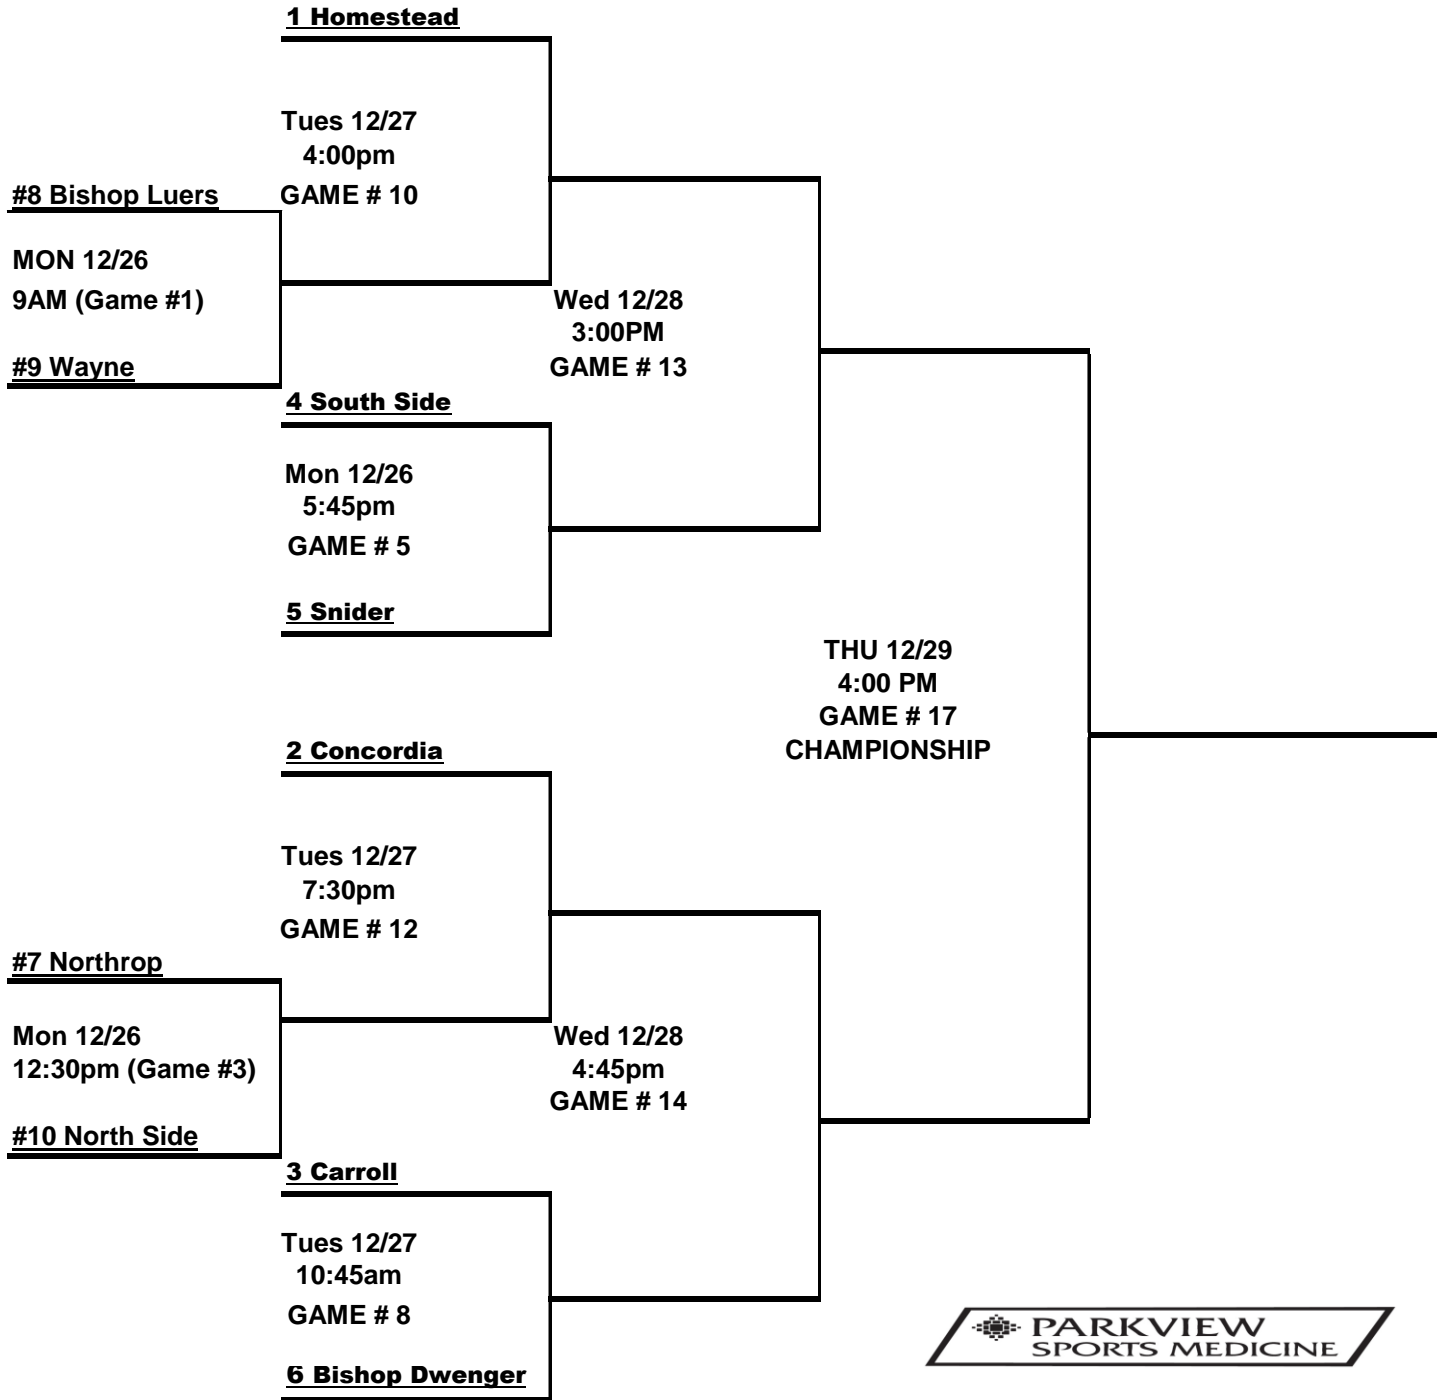 1 Homestead
Tues 12/27
4:00pm
GAME # 10
#8 Bishop Luers
MON 12/26
9AM (Game #1)
#9 Wayne
Wed 12/28
3:00PM
GAME # 13
4 South Side
Mon 12/26
5:45pm
GAME # 5
5 Snider
THU 12/29
4:00 PM
GAME # 17
CHAMPIONSHIP
2 Concordia
Tues 12/27
7:30pm
GAME # 12
#7 Northrop
Mon 12/26
12:30pm (Game #3)
#10 North Side
Wed 12/28
4:45pm
GAME # 14
3 Carroll
Tues 12/27
10:45am
GAME # 8
6 Bishop Dwenger
PARKVIEW
SPORTS MEDICINE